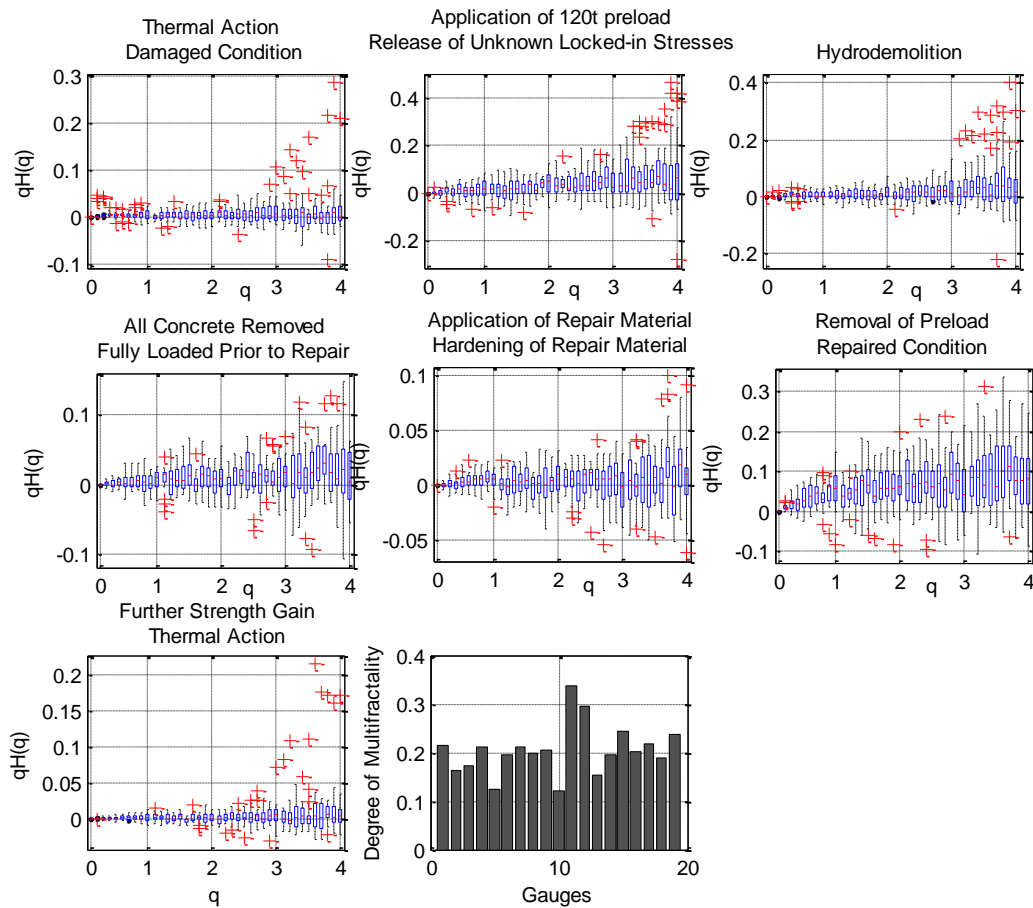 Thermal Action
Damaged Condition
0.3
0.2
0.1
0
-0.1
qH(q)
0 1 2 3 4
q
Application of 120t preload
Release of Unknown Locked-in Stresses
0.4
0.2
0
-0.2
qH(q)
0 1 2 3 4
q
Hydrodemolition
0.4
0.2
0
-0.2
qH(q)
0 1 2 3 4
q
All Concrete Removed
Fully Loaded Prior to Repair
0.1
0
-0.1
qH(q)
0 1 2 3 4
q
Application of Repair Material
Hardening of Repair Material
0.1
0.05
0
-0.05
qH(q)
0 1 2 3 4
q
Removal of Preload
Repaired Condition
0.3
0.2
0.1
0
-0.1
qH(q)
0 1 2 3 4
q
Further Strength Gain
Thermal Action
0.2
0.15
0.1
0.05
0
-0.05
qH(q)
0 1 2 3 4
q
0.4
0.3
0.2
0.1
0
Degree of Multifractality
0 10 20
Gauges